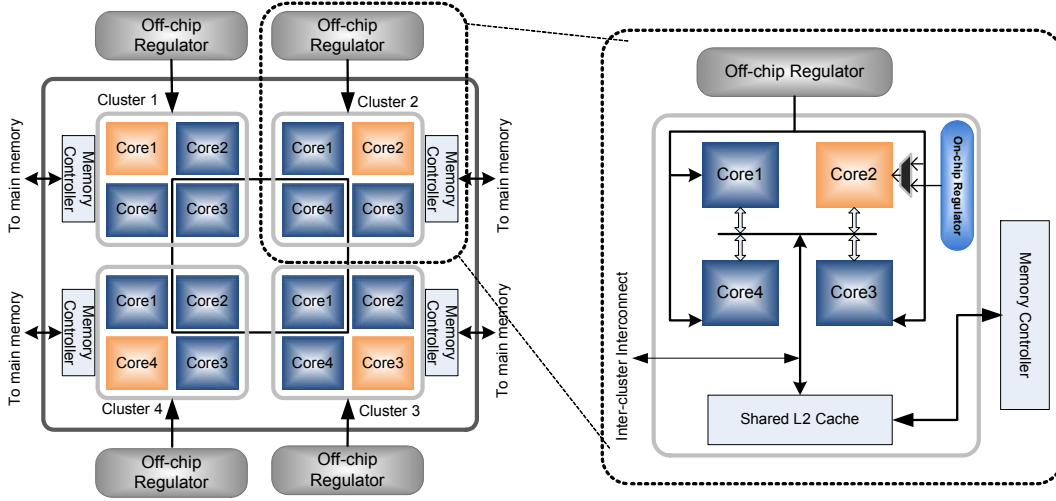 Off-chip
Regulator
Off-chip
Regulator
Cluster 1
Cluster 2
Core1
Core2
Core4
Core3
Core1
Core2
Core4
Core3
Memory
Controller
To main memory
Memory
Controller
To main memory
Core1
Core2
Core4
Core3
Core1
Core2
Core4
Core3
Memory
Controller
To main memory
Memory
Controller
To main memory
Cluster 4
Cluster 3
Off-chip
Regulator
Off-chip
Regulator
Off-chip Regulator
Core1
Core2
On-chip Regulator
Core4
Core3
Inter-cluster Interconnect
Memory Controller
Shared L2 Cache